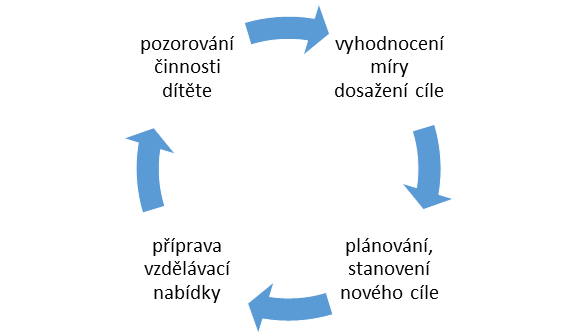 pozorování
činnosti
dítěte
vyhodnocení
míry
dosažení cíle
plánování,
stanovení
nového cíle
příprava
vzdělávací
nabídky